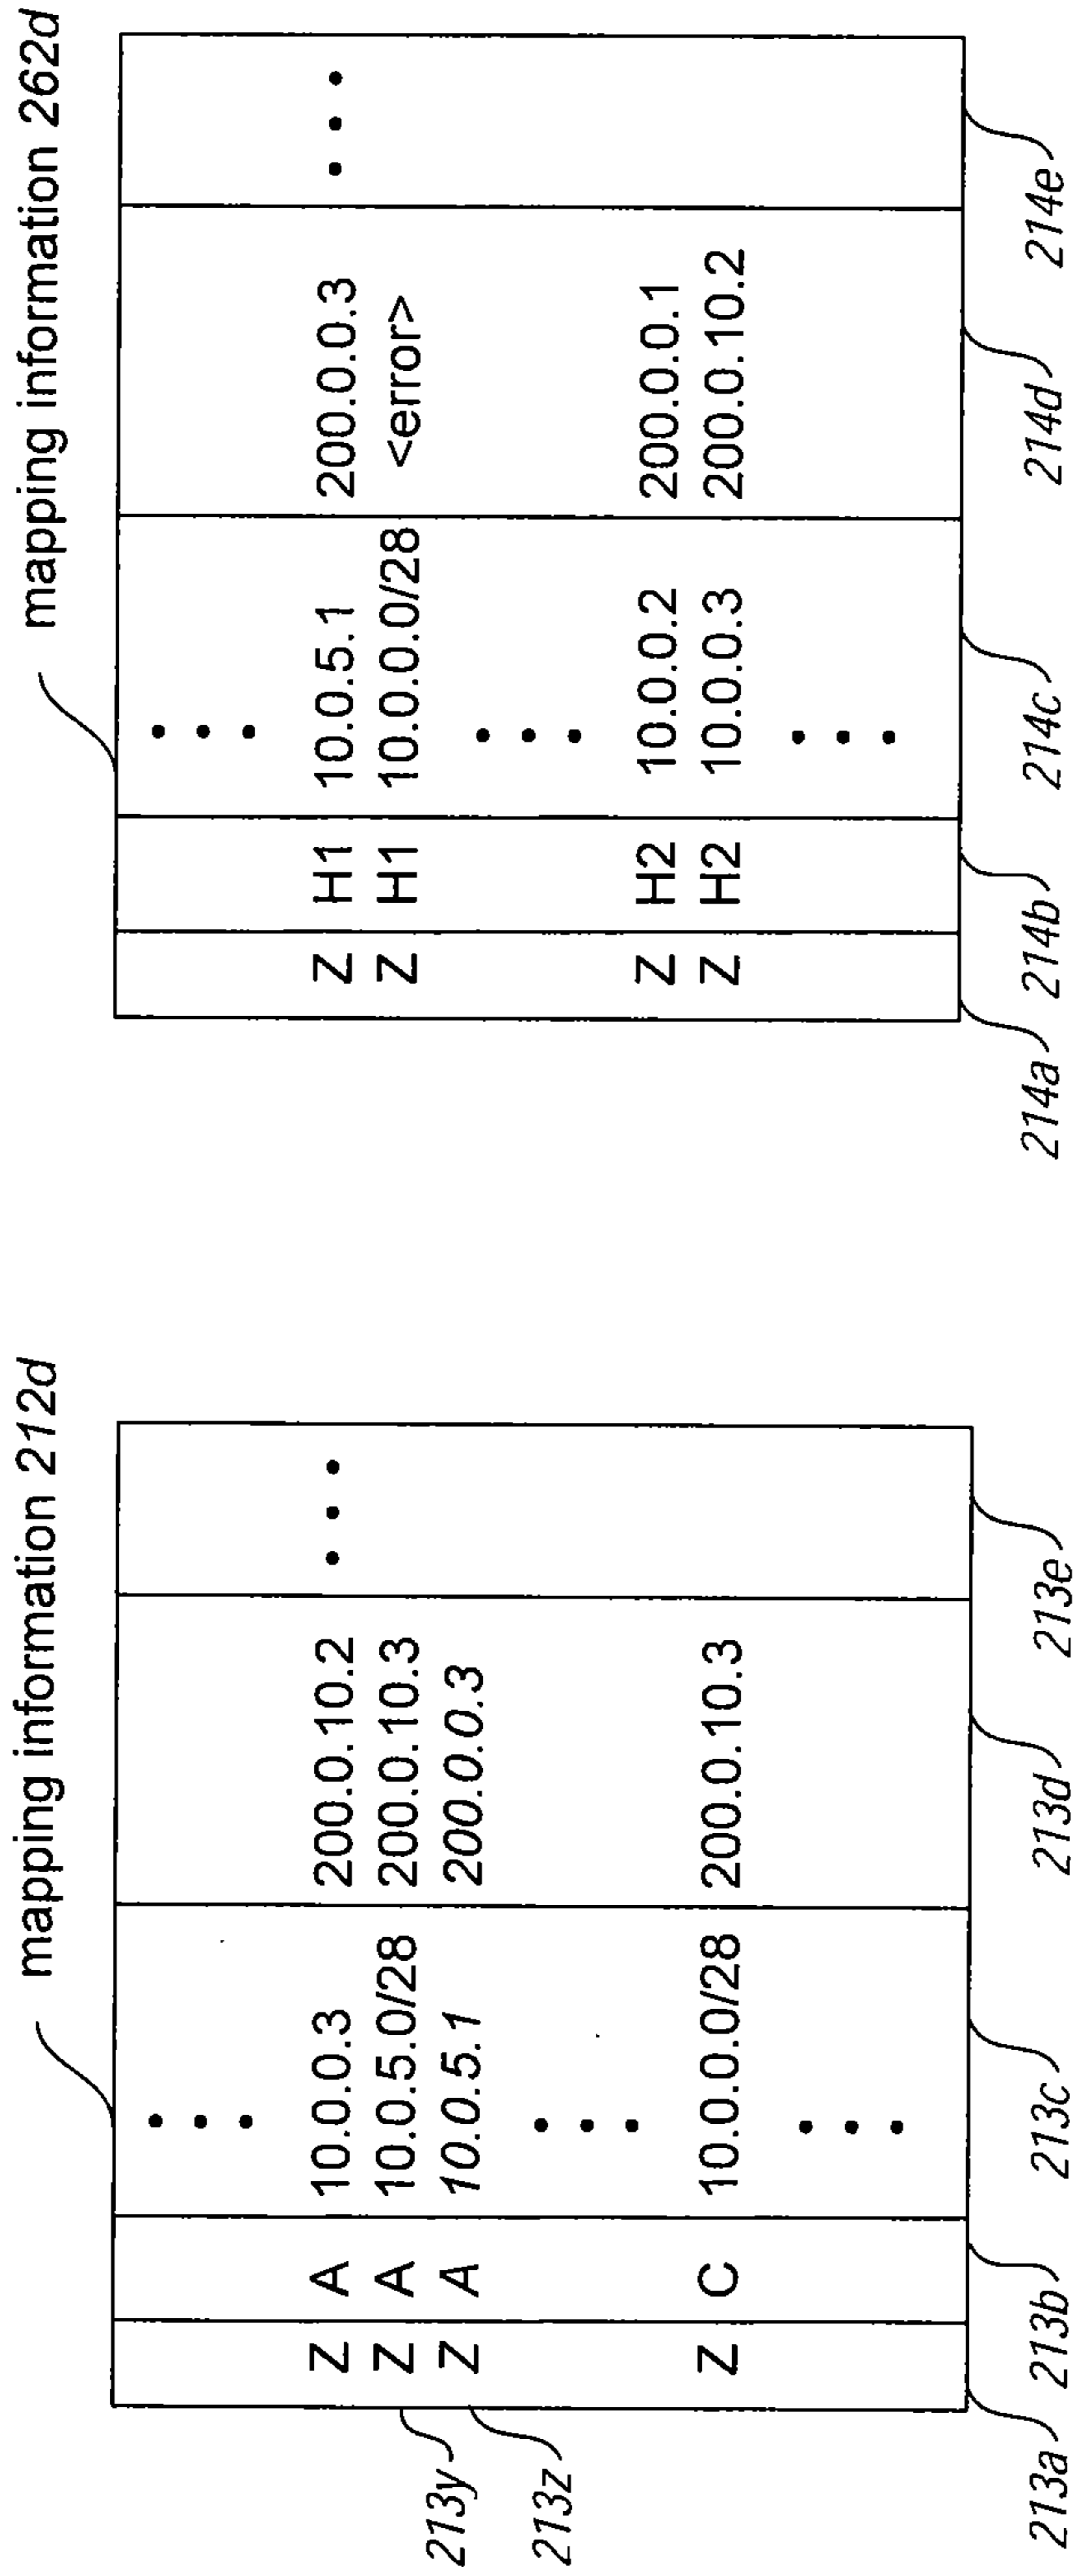 mapping information 212d
Z A 10.0.0.3 200.0.10.2
Z A 10.0.5.0/28 200.0.10.3
Z A 10.0.5.1 200.0.0.3
Z C 10.0.0.0/28 200.0.10.3
213y
213z
213a 213b 213c 213d 213e
mapping information 262d
Z H1 10.0.5.1 200.0.0.3
Z H1 10.0.0.0/28 <error>
Z H2 10.0.0.2 200.0.0.1
Z H2 10.0.0.3 200.0.10.2
214a 214b 214c 214d 214e